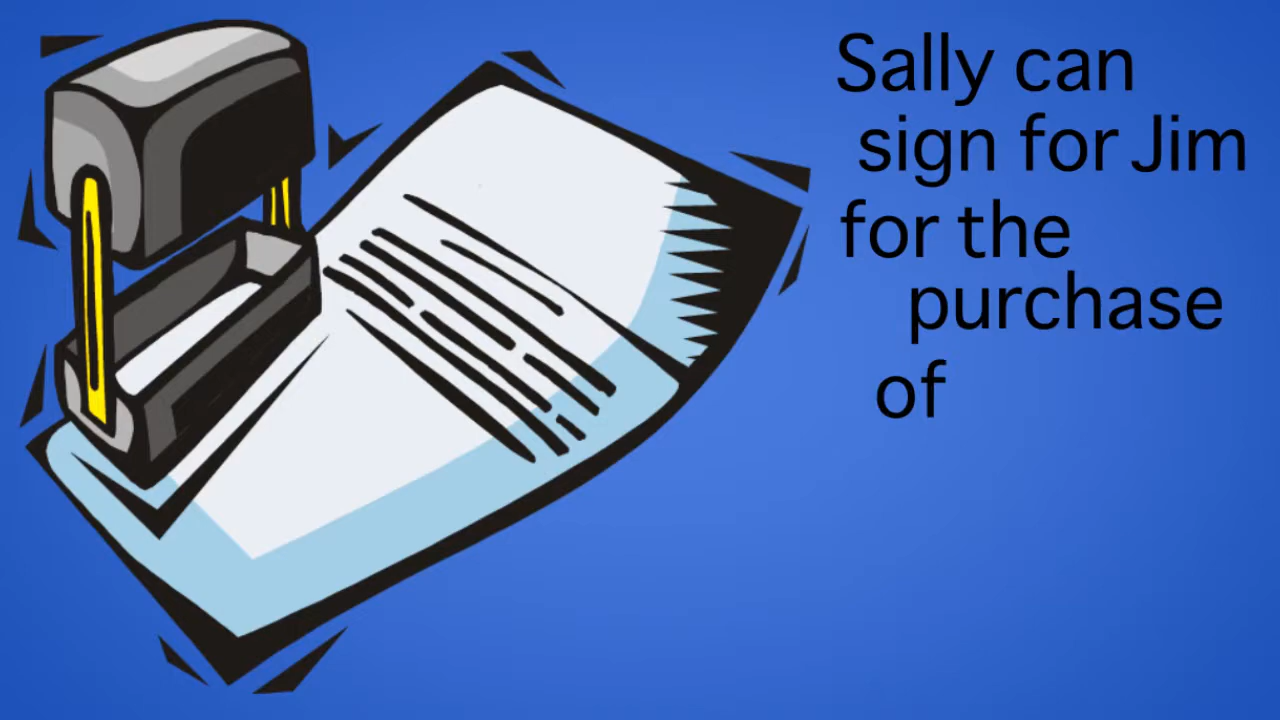 Sally can
sign for Jim
for the
purchase
of